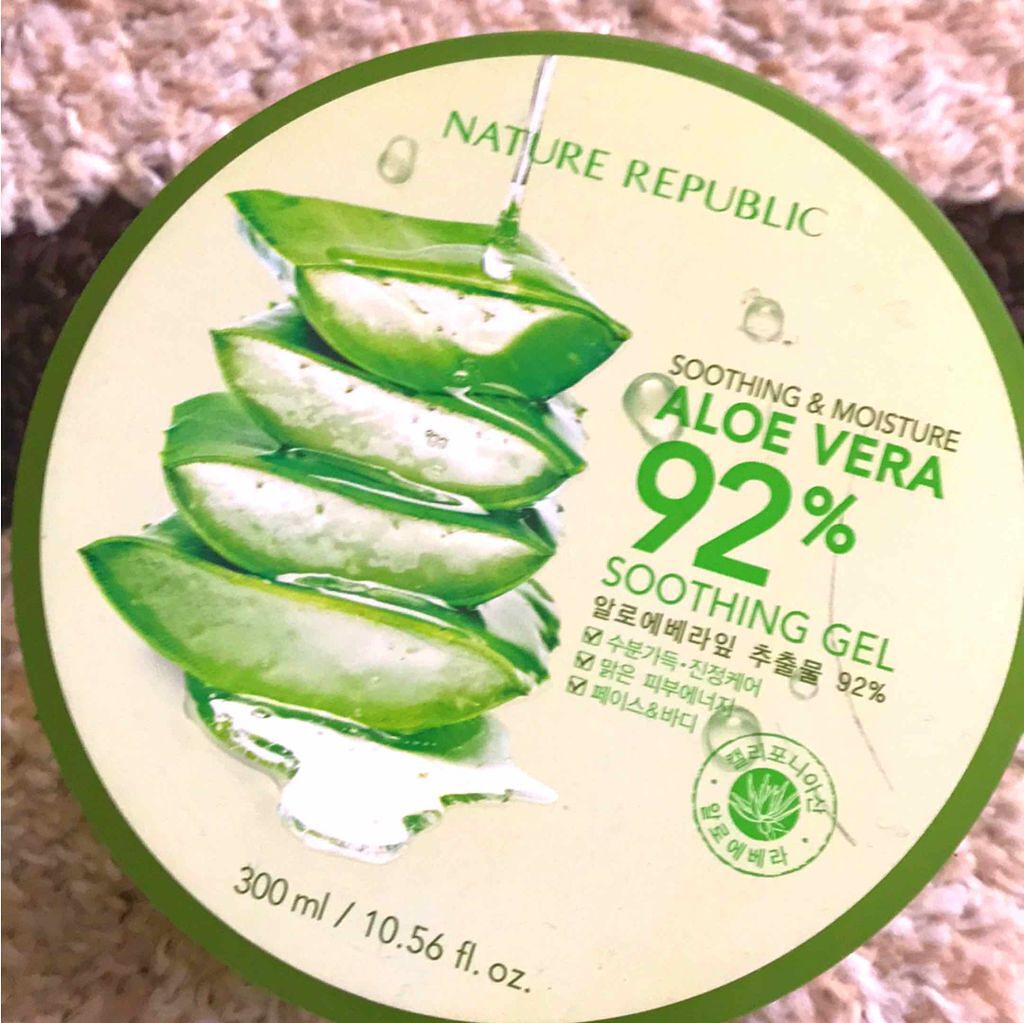 NATURE REPUBLIC
SOOTHING & MOISTURE
ALOE VERA
92%
SOOTHING GEL
알로에베라잎 추출물 92%
수분가득·진정케어
맑은 피부에너지
페이스&바디
캘리포니아산
알로에베라
300 ml / 10.56 fl. oz.